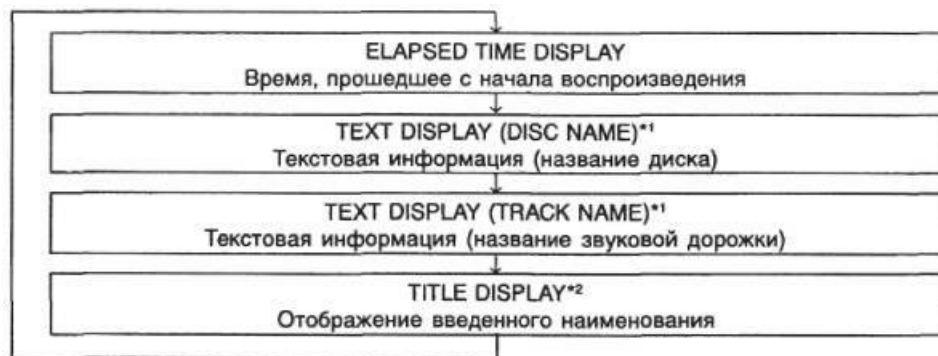 ELAPSED TIME DISPLAY
Время, прошедшее с начала воспроизведения
TEXT DISPLAY (DISC NAME)*1
Текстовая информация (название диска)
TEXT DISPLAY (TRACK NAME)*1
Текстовая информация (название звуковой дорожки)
TITLE DISPLAY*2
Отображение введенного наименования